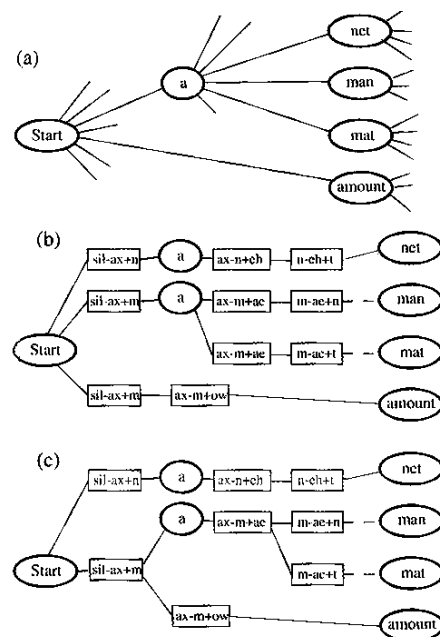 (a)
net
a
man
Start
mat
amount
(b)
sil-ax+n a ax-n+eh n-eh+t net
sil-ax+m a ax-m+ae m-ae+n man
Start
ax-m+ae m-ae+t mat
sil-ax+m ax-m+ow amount
(c)
sil-ax+n a ax-n+eh n-eh+t net
a ax-m+ae m-ae+n man
Start sil-ax+m
m-ae+t mat
ax-m+ow amount